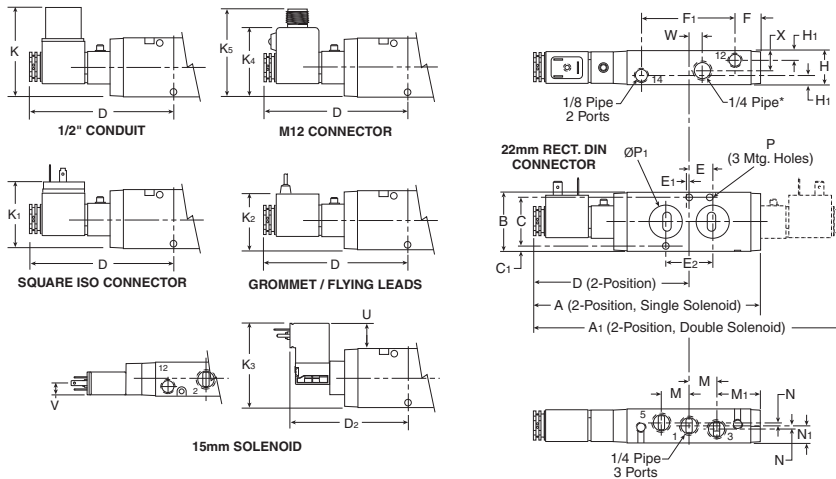 K
D
1/2" CONDUIT
K5
K4
D
M12 CONNECTOR
K1
D
SQUARE ISO CONNECTOR
K2
D
GROMMET / FLYING LEADS
V
12
2
K3
U
D2
15mm SOLENOID
F1
F
W
X
H1
12
14
H
H1
1/8 Pipe
2 Ports
1/4 Pipe*
22mm RECT. DIN
CONNECTOR
P
(3 Mtg. Holes)
ØP1
E
E1
B
C
C1
E2
D (2-Position)
A (2-Position, Single Solenoid)
A1 (2-Position, Double Solenoid)
M
M
M1
N
5
1
3
N1
N
1/4 Pipe
3 Ports